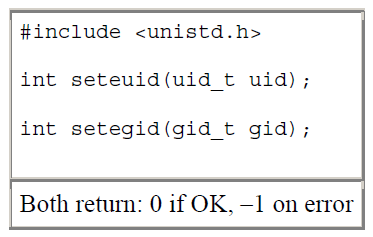 #include <unistd.h>
int seteuid(uid_t uid);
int setegid(gid_t gid);
Both return: 0 if OK, –1 on error